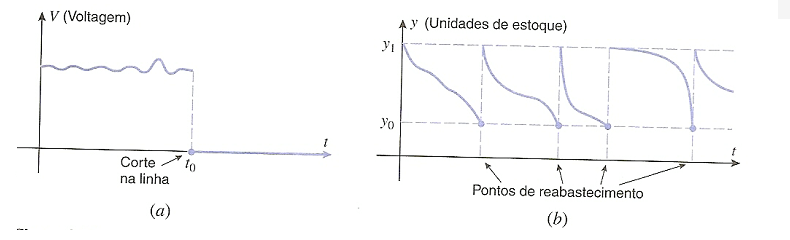 V (Voltagem)
t
Corte
na linha
t₀
(a)
y (Unidades de estoque)
y₁
y₀
t
Pontos de reabastecimento
(b)